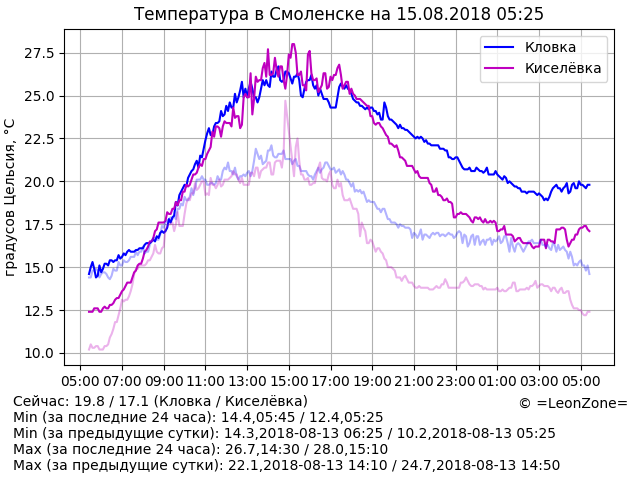 Температура в Смоленске на 15.08.2018 05:25
Кловка
Киселёвка
градусов Цельсия, °C
27.5
25.0
22.5
20.0
17.5
15.0
12.5
10.0
05:00 07:00 09:00 11:00 13:00 15:00 17:00 19:00 21:00 23:00 01:00 03:00 05:00
Сейчас: 19.8 / 17.1 (Кловка / Киселёвка)
© =LeonZone=
Min (за последние 24 часа): 14.4,05:45 / 12.4,05:25
Min (за предыдущие сутки): 14.3,2018-08-13 06:25 / 10.2,2018-08-13 05:25
Max (за последние 24 часа): 26.7,14:30 / 28.0,15:10
Max (за предыдущие сутки): 22.1,2018-08-13 14:10 / 24.7,2018-08-13 14:50